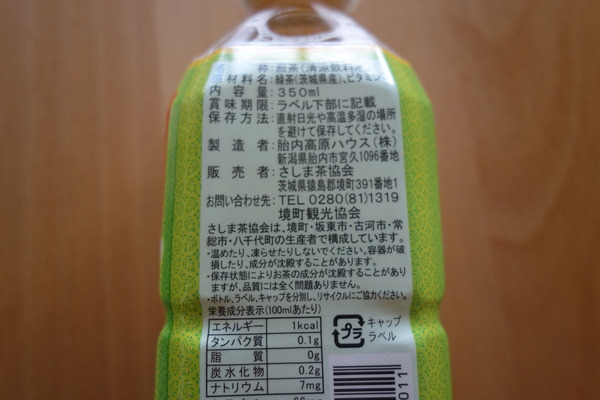 名 称:煎茶(清涼飲料水)
原材料名:緑茶(茨城県産)、ビタミンC
内 容 量:350ml
賞味期限:ラベル下部に記載
保存方法:直射日光や高温多湿の場所
を避けて保存してください。
製 造 者:胎内高原ハウス(株)
新潟県胎内市宮久1096番地
販 売 者:さしま茶協会
茨城県猿島郡境町391番地1
お問い合わせ先:TEL 0280(81)1319
境町観光協会
さしま茶協会は、境町・坂東市・古河市・常
総市・八千代町の生産者で構成しています。
・温めたり、凍らせたりしないでください。容器が破
損したり、成分が沈殿することがあります。
・保存状態によりお茶の成分が沈殿することがあり
ますが、品質には全く問題ありません。
・ボトル、ラベル、キャップを分別し、リサイクルにご協力ください。
栄養成分表示(100mlあたり)
エネルギー 1kcal
タンパク質 0.1g
脂 質 0g
炭水化物 0.2g
ナトリウム 7mg
プラ
キャップ
ラベル
011